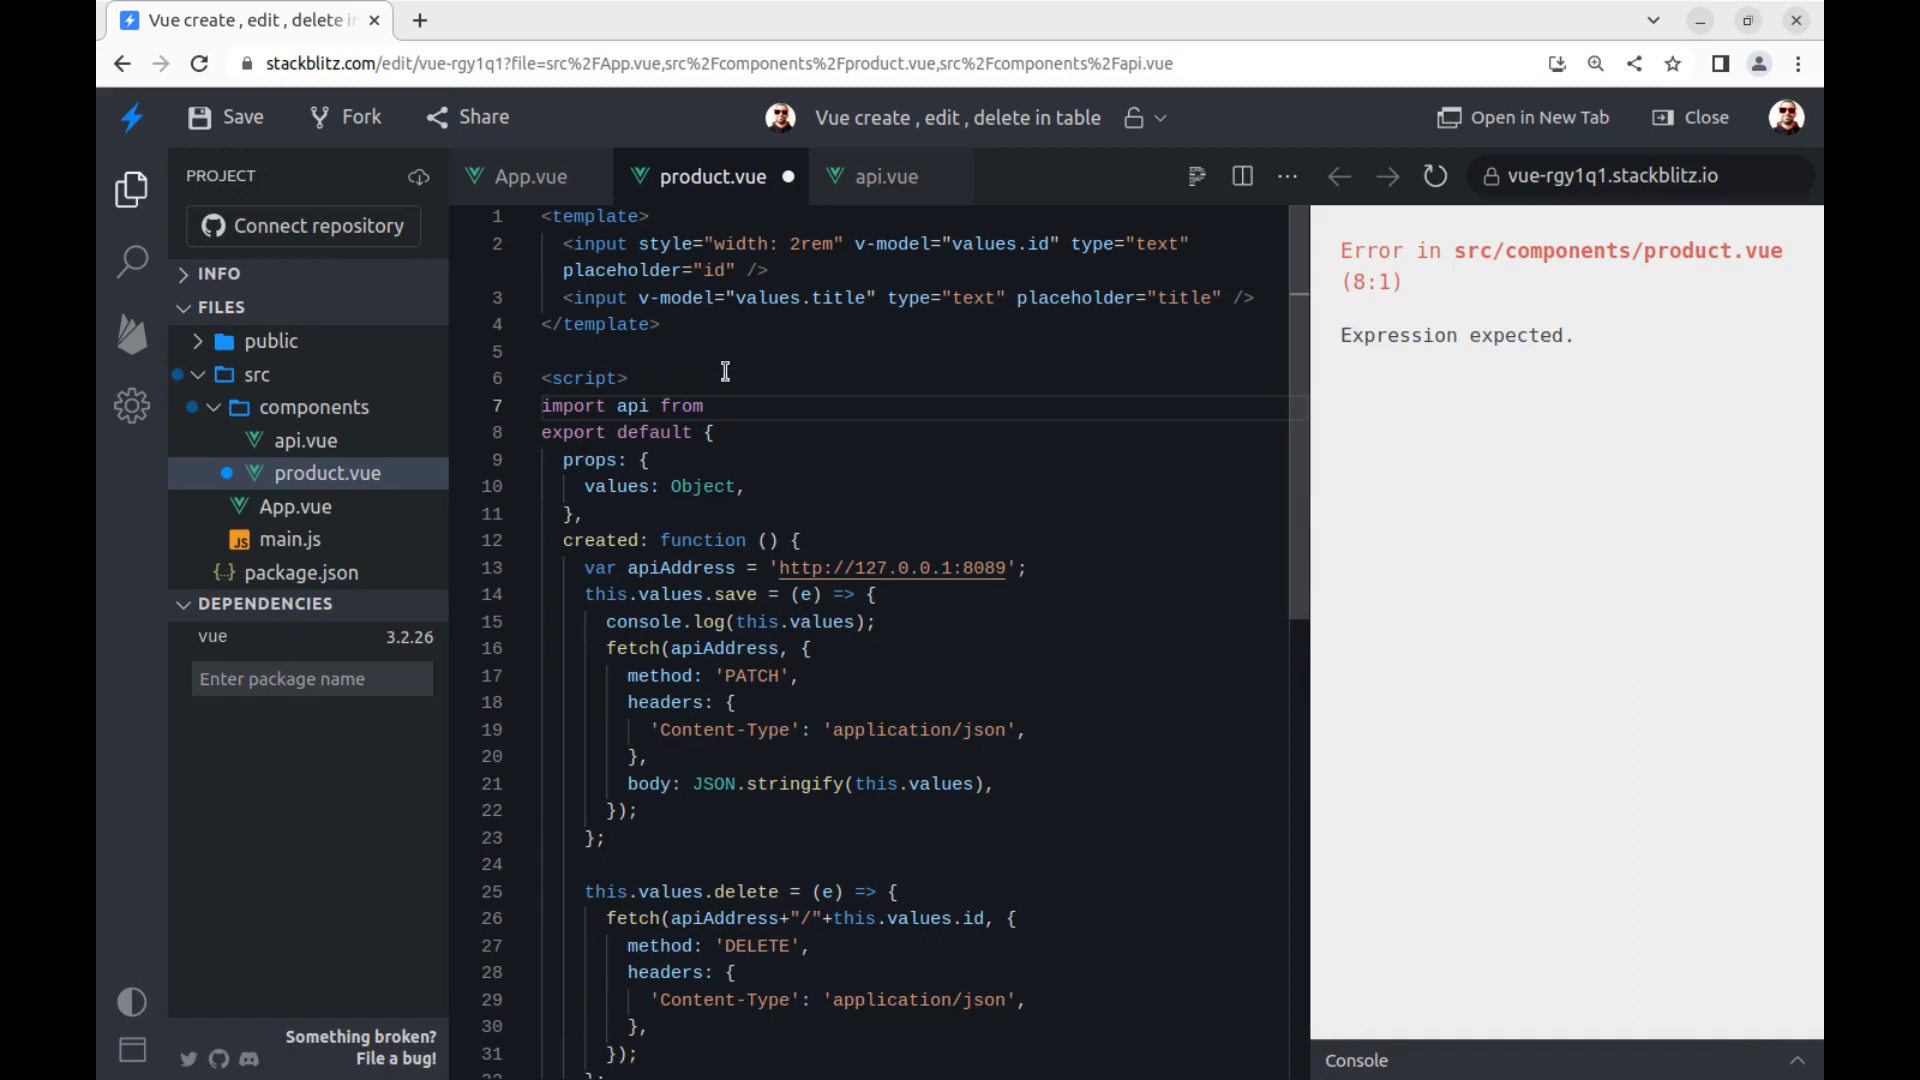 Vue create , edit , delete in
stackblitz.com/edit/vue-rgy1q1?file=src%2FApp.vue,src%2Fcomponents%2Fproduct.vue,src%2Fcomponents%2Fapi.vue
Save Fork Share Vue create , edit , delete in table Open in New Tab Close
PROJECT
Connect repository
INFO
FILES
public
src
components
api.vue
product.vue
App.vue
main.js
package.json
DEPENDENCIES
vue 3.2.26
Enter package name
Something broken?
File a bug!
App.vue product.vue api.vue
1 <template>
2 <input style="width: 2rem" v-model="values.id" type="text"
placeholder="id" />
3 <input v-model="values.title" type="text" placeholder="title" />
4 </template>
5
6 <script>
7 import api from
8 export default {
9 props: {
10 values: Object,
11 },
12 created: function () {
13 var apiAddress = 'http://127.0.0.1:8089';
14 this.values.save = (e) => {
15 console.log(this.values);
16 fetch(apiAddress, {
17 method: 'PATCH',
18 headers: {
19 'Content-Type': 'application/json',
20 },
21 body: JSON.stringify(this.values),
22 });
23 };
24
25 this.values.delete = (e) => {
26 fetch(apiAddress+"/"+this.values.id, {
27 method: 'DELETE',
28 headers: {
29 'Content-Type': 'application/json',
30 },
31 });
vue-rgy1q1.stackblitz.io
Error in src/components/product.vue
(8:1)
Expression expected.
Console